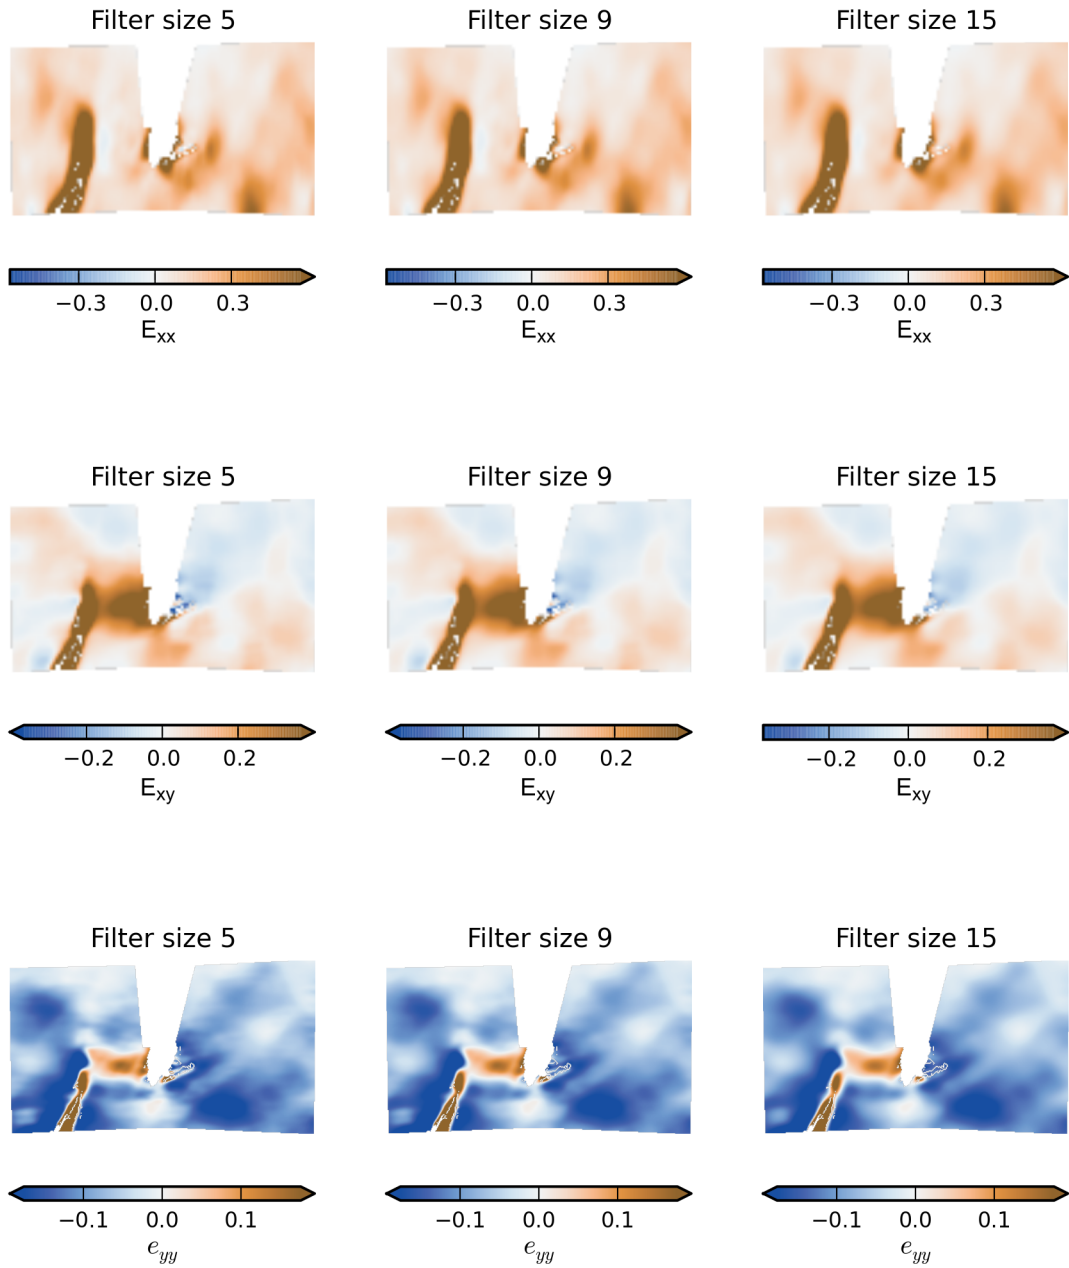 Filter size 5 Filter size 9 Filter size 15
−0.3 0.0 0.3 −0.3 0.0 0.3 −0.3 0.0 0.3
Exx Exx Exx
Filter size 5 Filter size 9 Filter size 15
−0.2 0.0 0.2 −0.2 0.0 0.2 −0.2 0.0 0.2
Exy Exy Exy
Filter size 5 Filter size 9 Filter size 15
−0.1 0.0 0.1 −0.1 0.0 0.1 −0.1 0.0 0.1
eyy eyy eyy